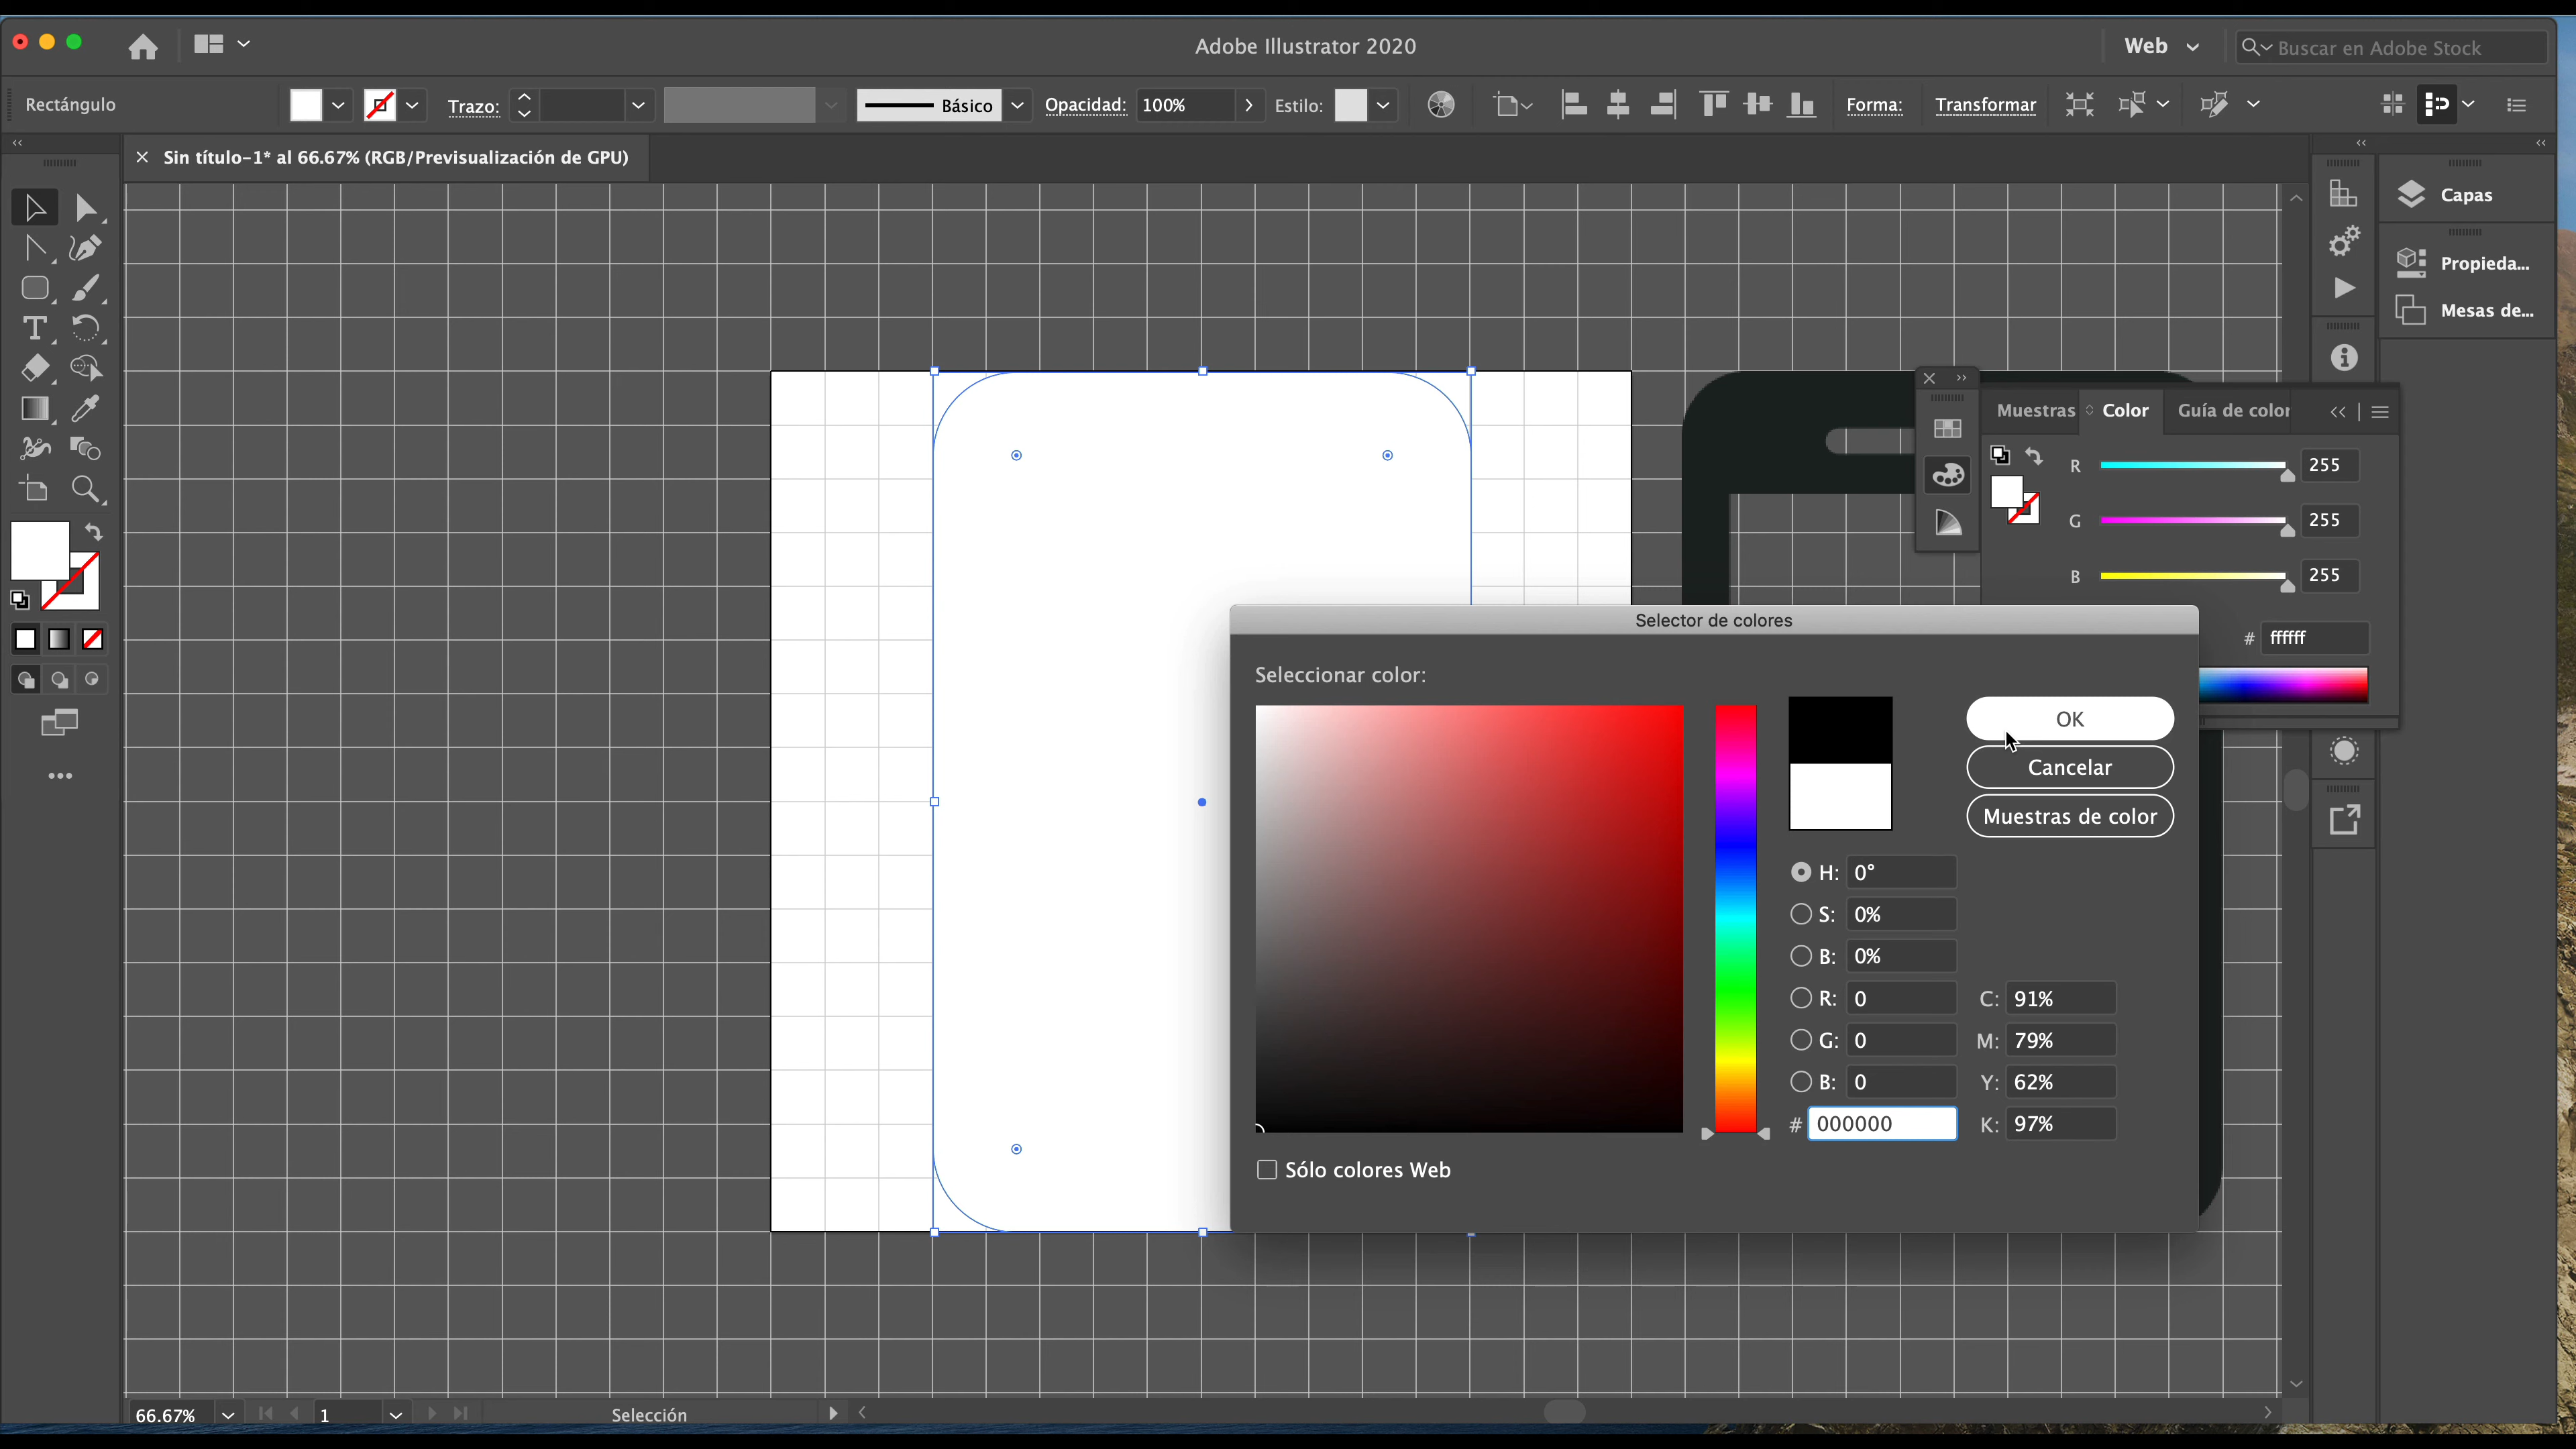 Adobe Illustrator 2020
Web
Buscar en Adobe Stock
Rectángulo
Trazo:
Básico
Opacidad:
100%
Estilo:
Forma:
Transformar
Sin título-1* al 66.67% (RGB/Previsualización de GPU)
Capas
Propieda...
Mesas de...
Muestras
Color
Guía de color
R
255
G
255
B
255
# ffffff
Selector de colores
Seleccionar color:
OK
Cancelar
Muestras de color
H: 0°
S: 0%
B: 0%
R: 0
C: 91%
G: 0
M: 79%
B: 0
Y: 62%
# 000000
K: 97%
Sólo colores Web
66.67%
1
Selección